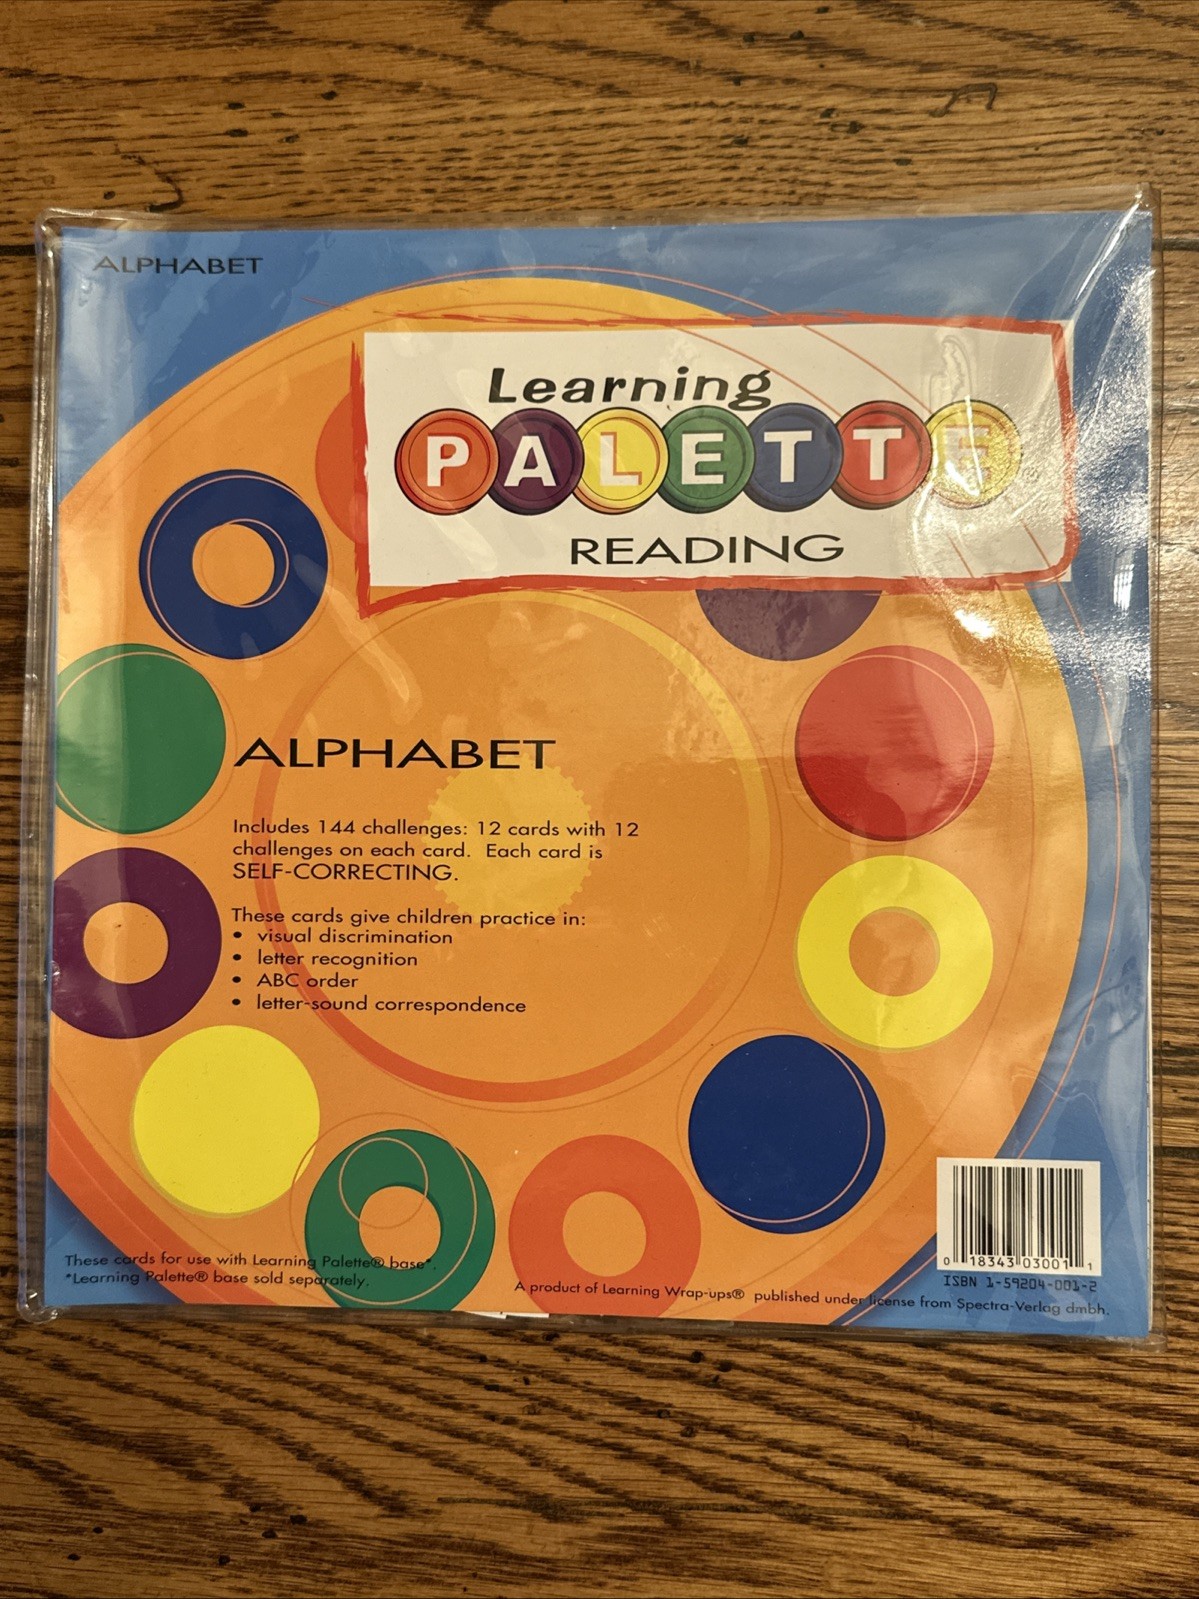 ALPHABET
Learning
PALETTE®
READING
ALPHABET
Includes 144 challenges: 12 cards with 12
challenges on each card. Each card is
SELF-CORRECTING.
These cards give children practice in:
• visual discrimination
• letter recognition
• ABC order
• letter-sound correspondence
These cards for use with Learning Palette® base*.
*Learning Palette® base sold separately.
A product of Learning Wrap-ups® published under license from Spectra-Verlag dmbh.
0 18343 03001 1
ISBN 1-59204-001-2